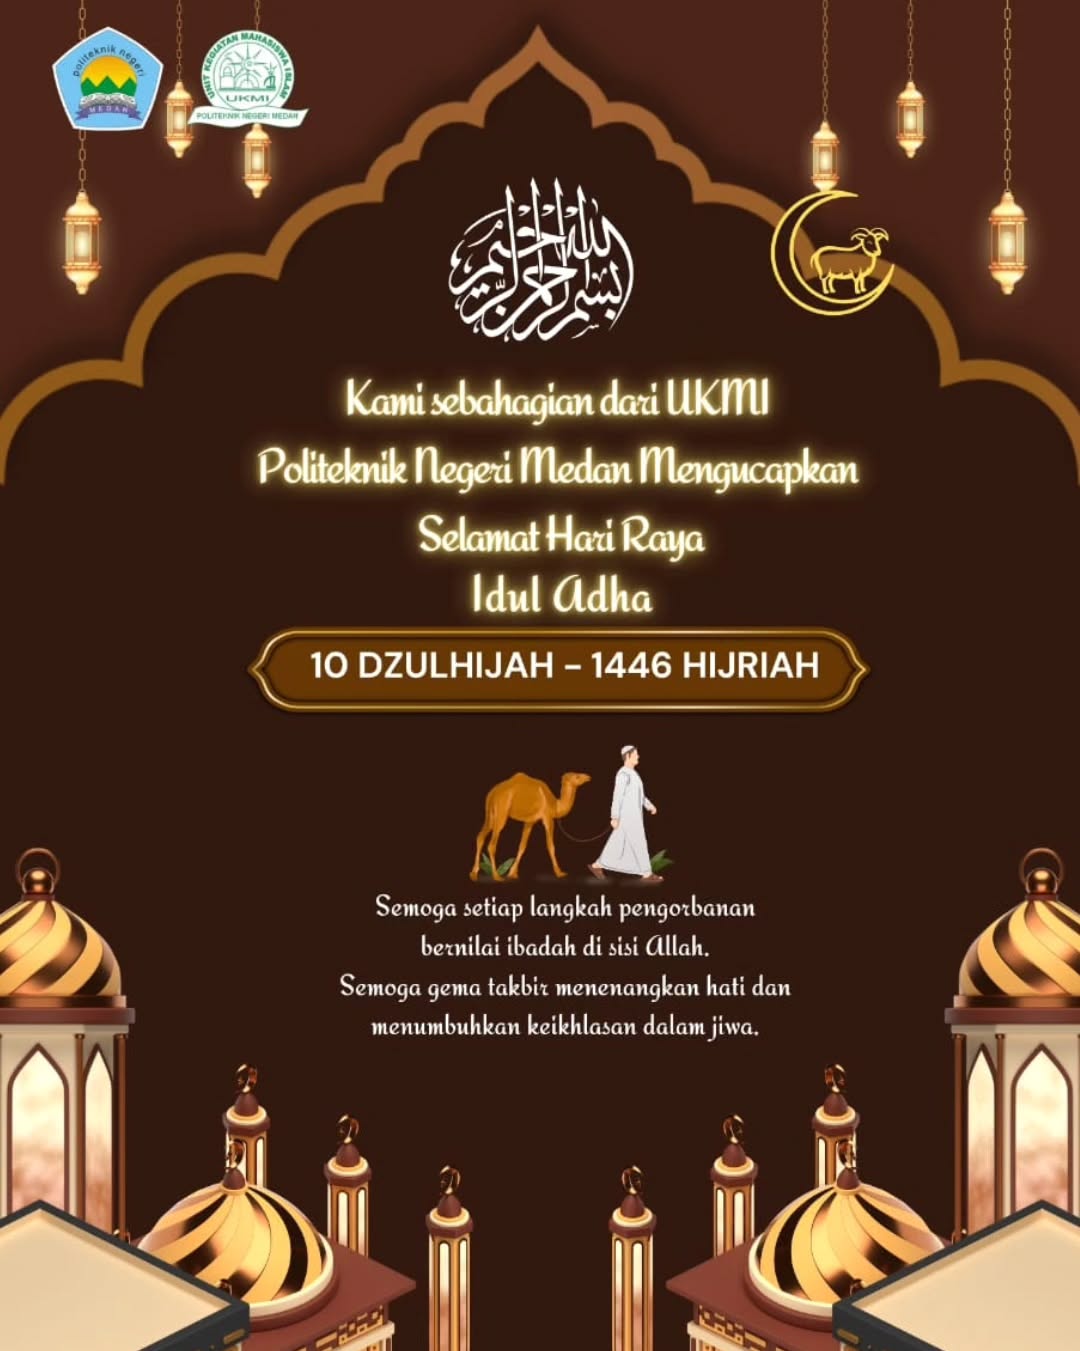 politeknik negeri
MEDAN
UNIT KEGIATAN MAHASISWA ISLAM
UKMI
POLITEKNIK NEGERI MEDAN
بسم الله الرحمن الرحيم
Kami sebahagian dari UKMI
Politeknik Negeri Medan Mengucapkan
Selamat Hari Raya
Idul Adha
10 DZULHIJAH – 1446 HIJRIAH
Semoga setiap langkah pengorbanan
bernilai ibadah di sisi Allah.
Semoga gema takbir menenangkan hati dan
menumbuhkan keikhlasan dalam jiwa.